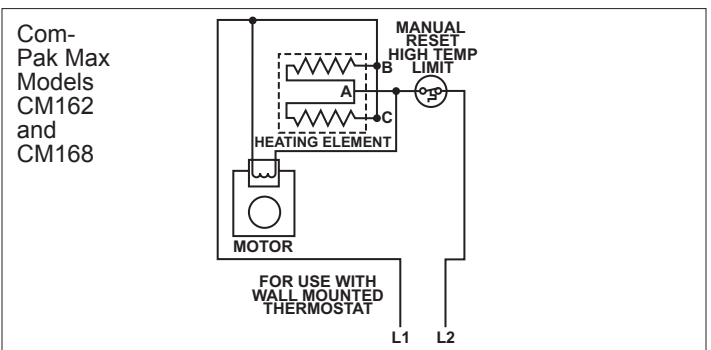 Com-
Pak Max
Models
CM162
and
CM168
MANUAL
RESET
HIGH TEMP
LIMIT
B
A
C
HEATING ELEMENT
MOTOR
FOR USE WITH
WALL MOUNTED
THERMOSTAT
L1 L2